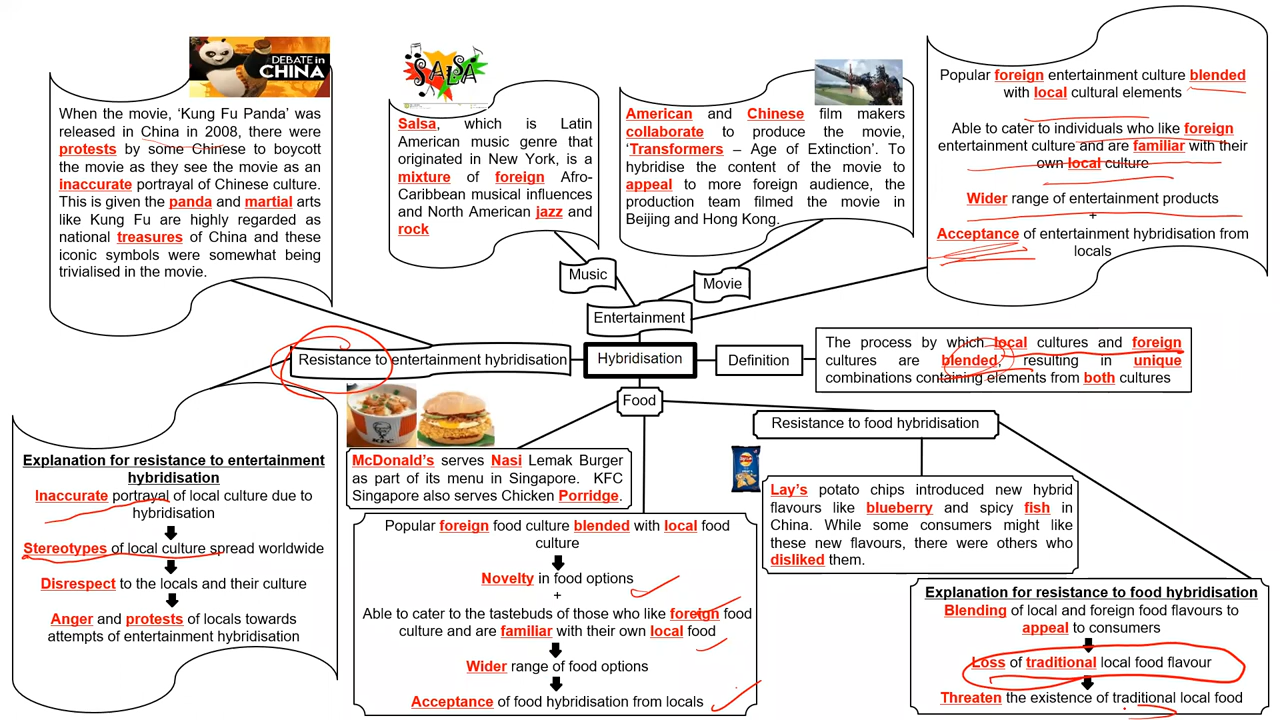 DEBATE in
CHINA
When the movie, ‘Kung Fu Panda’ was
released in China in 2008, there were
protests by some Chinese to boycott
the movie as they see the movie as an
inaccurate portrayal of Chinese culture.
This is given the panda and martial arts
like Kung Fu are highly regarded as
national treasures of China and these
iconic symbols were somewhat being
trivialised in the movie.
SALSA
Salsa, which is Latin
American music genre that
originated in New York, is a
mixture of foreign Afro-
Caribbean musical influences
and North American jazz and
rock
American and Chinese film makers
collaborate to produce the movie,
‘Transformers – Age of Extinction’. To
hybridise the content of the movie to
appeal to more foreign audience, the
production team filmed the movie in
Beijing and Hong Kong.
Popular foreign entertainment culture blended
with local cultural elements
Able to cater to individuals who like foreign
entertainment culture and are familiar with their
own local culture
Wider range of entertainment products
+
Acceptance of entertainment hybridisation from
locals
Music
Movie
Entertainment
Resistance to entertainment hybridisation
Hybridisation
Definition
The process by which local cultures and foreign
cultures are blended, resulting in unique
combinations containing elements from both cultures
Food
Resistance to food hybridisation
Explanation for resistance to entertainment
hybridisation
Inaccurate portrayal of local culture due to
hybridisation
Stereotypes of local culture spread worldwide
Disrespect to the locals and their culture
Anger and protests of locals towards
attempts of entertainment hybridisation
KFC
McDonald’s serves Nasi Lemak Burger
as part of its menu in Singapore. KFC
Singapore also serves Chicken Porridge.
Popular foreign food culture blended with local food
culture
Novelty in food options
+
Able to cater to the tastebuds of those who like foreign food
culture and are familiar with their own local food
Wider range of food options
Acceptance of food hybridisation from locals
Lay’s potato chips introduced new hybrid
flavours like blueberry and spicy fish in
China. While some consumers might like
these new flavours, there were others who
disliked them.
Explanation for resistance to food hybridisation
Blending of local and foreign food flavours to
appeal to consumers
Loss of traditional local food flavour
Threaten the existence of traditional local food